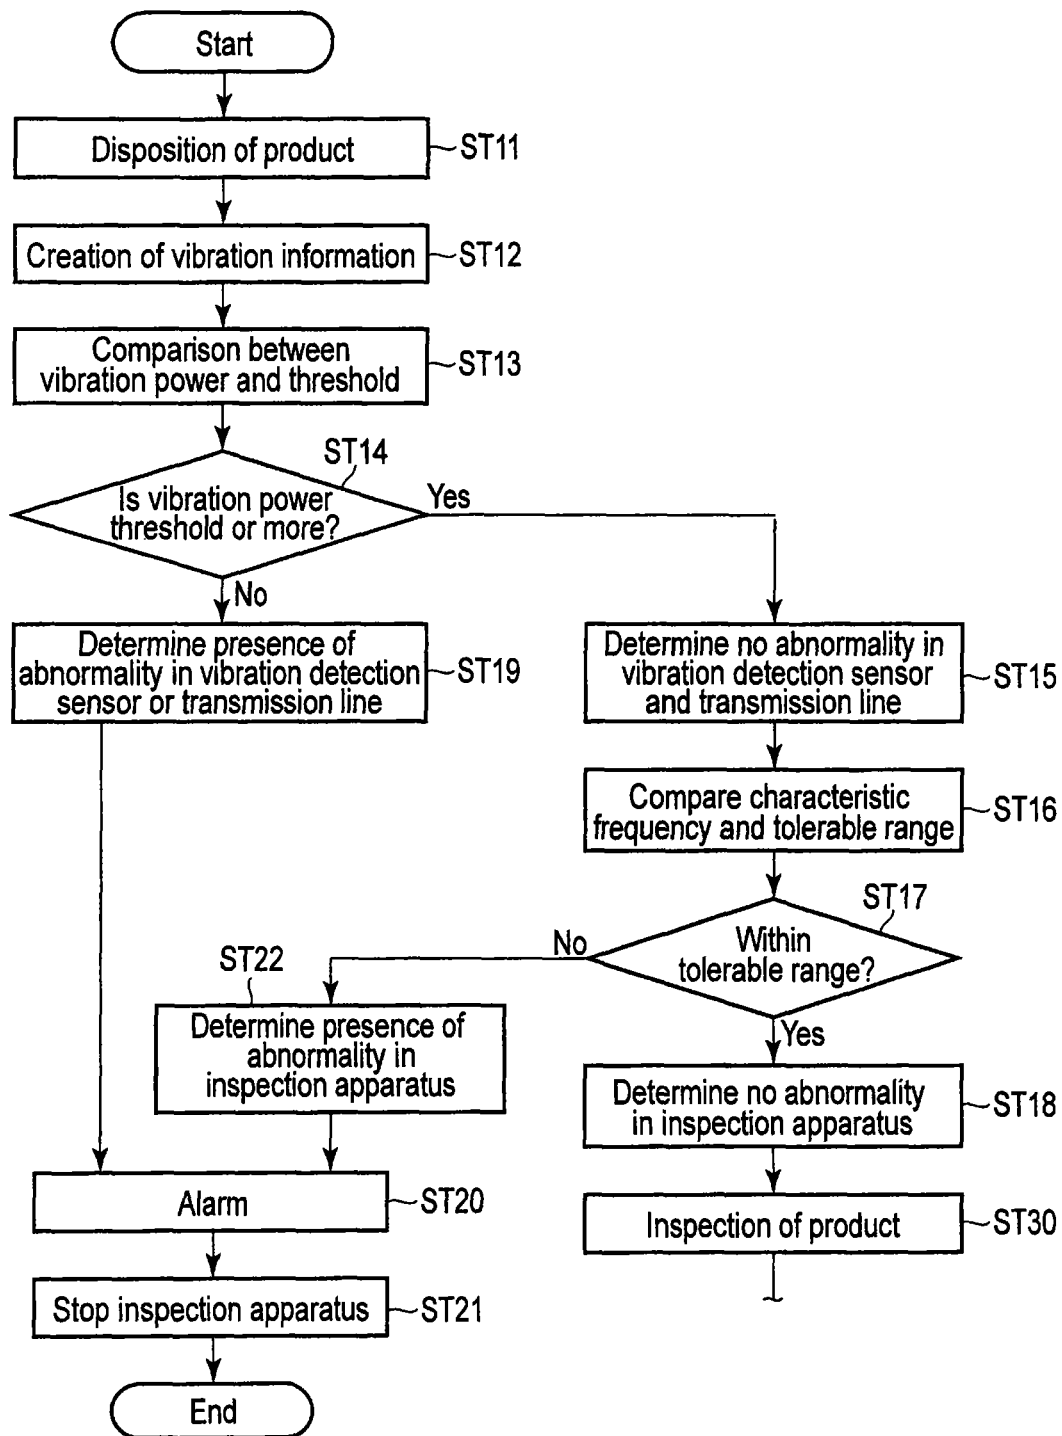 Start
Disposition of product
ST11
Creation of vibration information
ST12
Comparison between
vibration power and threshold
ST13
ST14
Is vibration power
threshold or more?
Yes
No
Determine presence of
abnormality in vibration detection
sensor or transmission line
ST19
Determine no abnormality in
vibration detection sensor
and transmission line
ST15
Compare characteristic
frequency and tolerable range
ST16
ST17
Within
tolerable range?
No
Yes
ST22
Determine presence of
abnormality in
inspection apparatus
Determine no abnormality
in inspection apparatus
ST18
Alarm
ST20
Inspection of product
ST30
Stop inspection apparatus
ST21
End